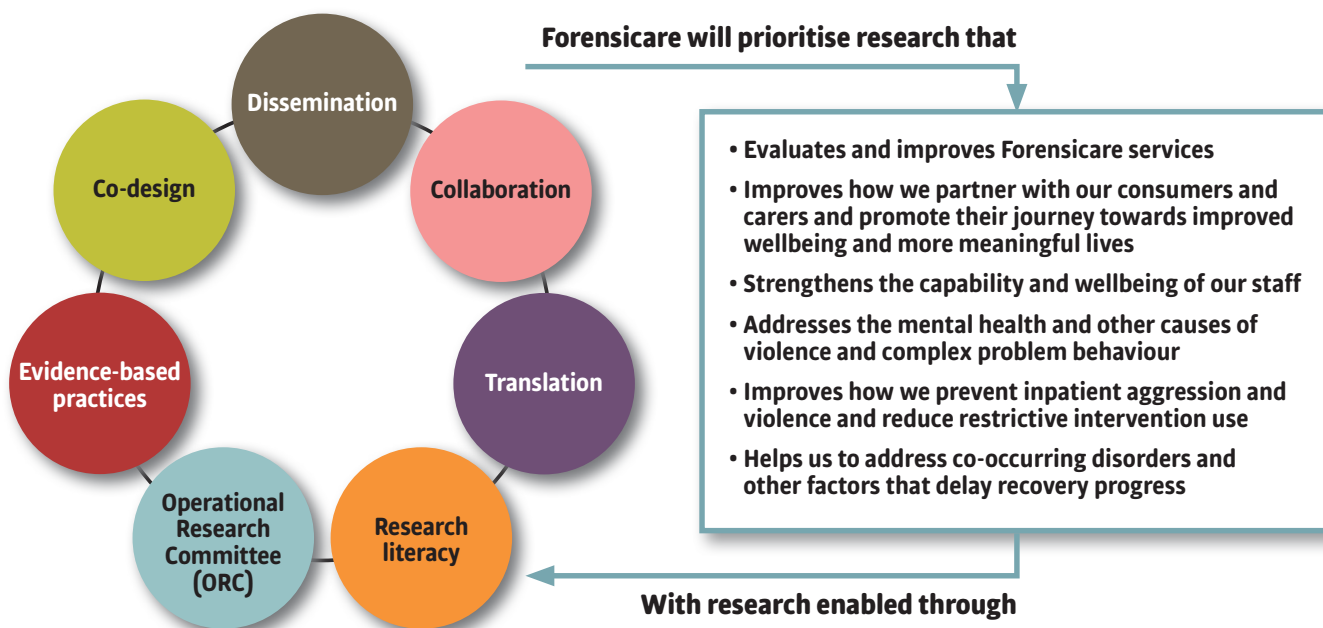 Forensicare will prioritise research that
Dissemination
Co-design
Collaboration
Evidence-based
practices
Translation
Operational
Research
Committee
(ORC)
Research
literacy
• Evaluates and improves Forensicare services
• Improves how we partner with our consumers and
carers and promote their journey towards improved
wellbeing and more meaningful lives
• Strengthens the capability and wellbeing of our staff
• Addresses the mental health and other causes of
violence and complex problem behaviour
• Improves how we prevent inpatient aggression and
violence and reduce restrictive intervention use
• Helps us to address co-occurring disorders and
other factors that delay recovery progress
With research enabled through